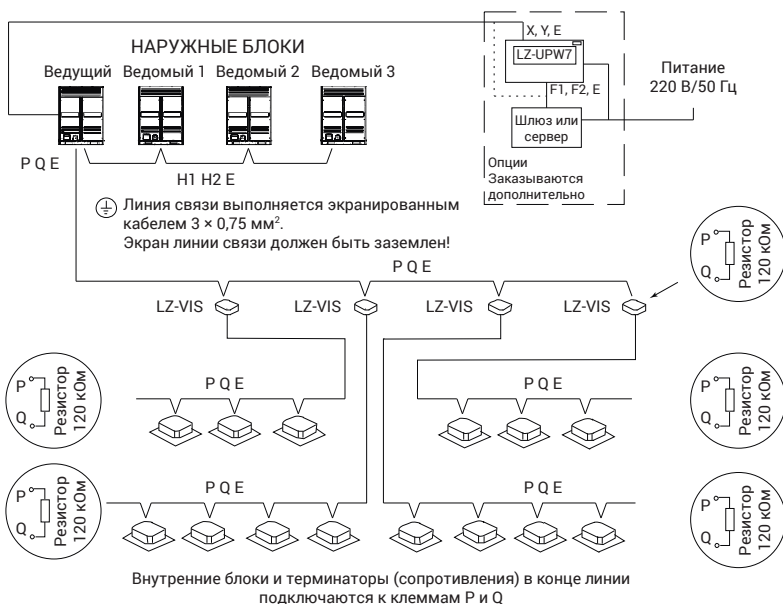 X, Y, E
LZ-UPW7
F1, F2, E
Шлюз или
сервер
Опции
Заказываются
дополнительно
Питание
220 В/50 Гц
НАРУЖНЫЕ БЛОКИ
Ведущий Ведомый 1 Ведомый 2 Ведомый 3
P Q E
H1 H2 E
Линия связи выполняется экранированным
кабелем 3 × 0,75 мм².
Экран линии связи должен быть заземлен!
P Q E
P
Q
Резистор
120 кОм
LZ-VIS LZ-VIS LZ-VIS LZ-VIS
P
Q
Резистор
120 кОм
P Q E
P Q E
P
Q
Резистор
120 кОм
P
Q
Резистор
120 кОм
P Q E
P Q E
P
Q
Резистор
120 кОм
Внутренние блоки и терминаторы (сопротивления) в конце линии
подключаются к клеммам P и Q